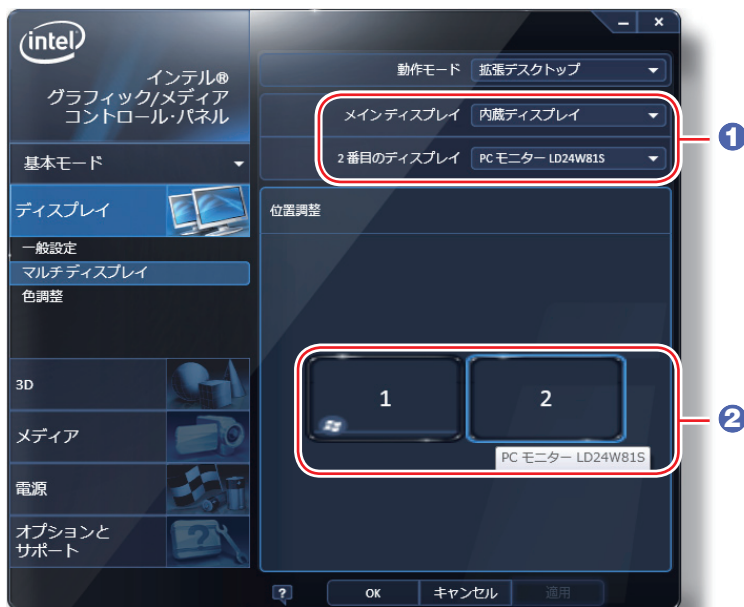 intel
インテル®
グラフィック/メディア
コントロール・パネル
基本モード
ディスプレイ
一般設定
マルチ ディスプレイ
色調整
3D
メディア
電源
オプションと
サポート
動作モード 拡張デスクトップ
メイン ディスプレイ 内蔵ディスプレイ
2 番目のディスプレイ PC モニター LD24W81S
1
位置調整
1 2
PC モニター LD24W81S
2
? OK キャンセル 適用